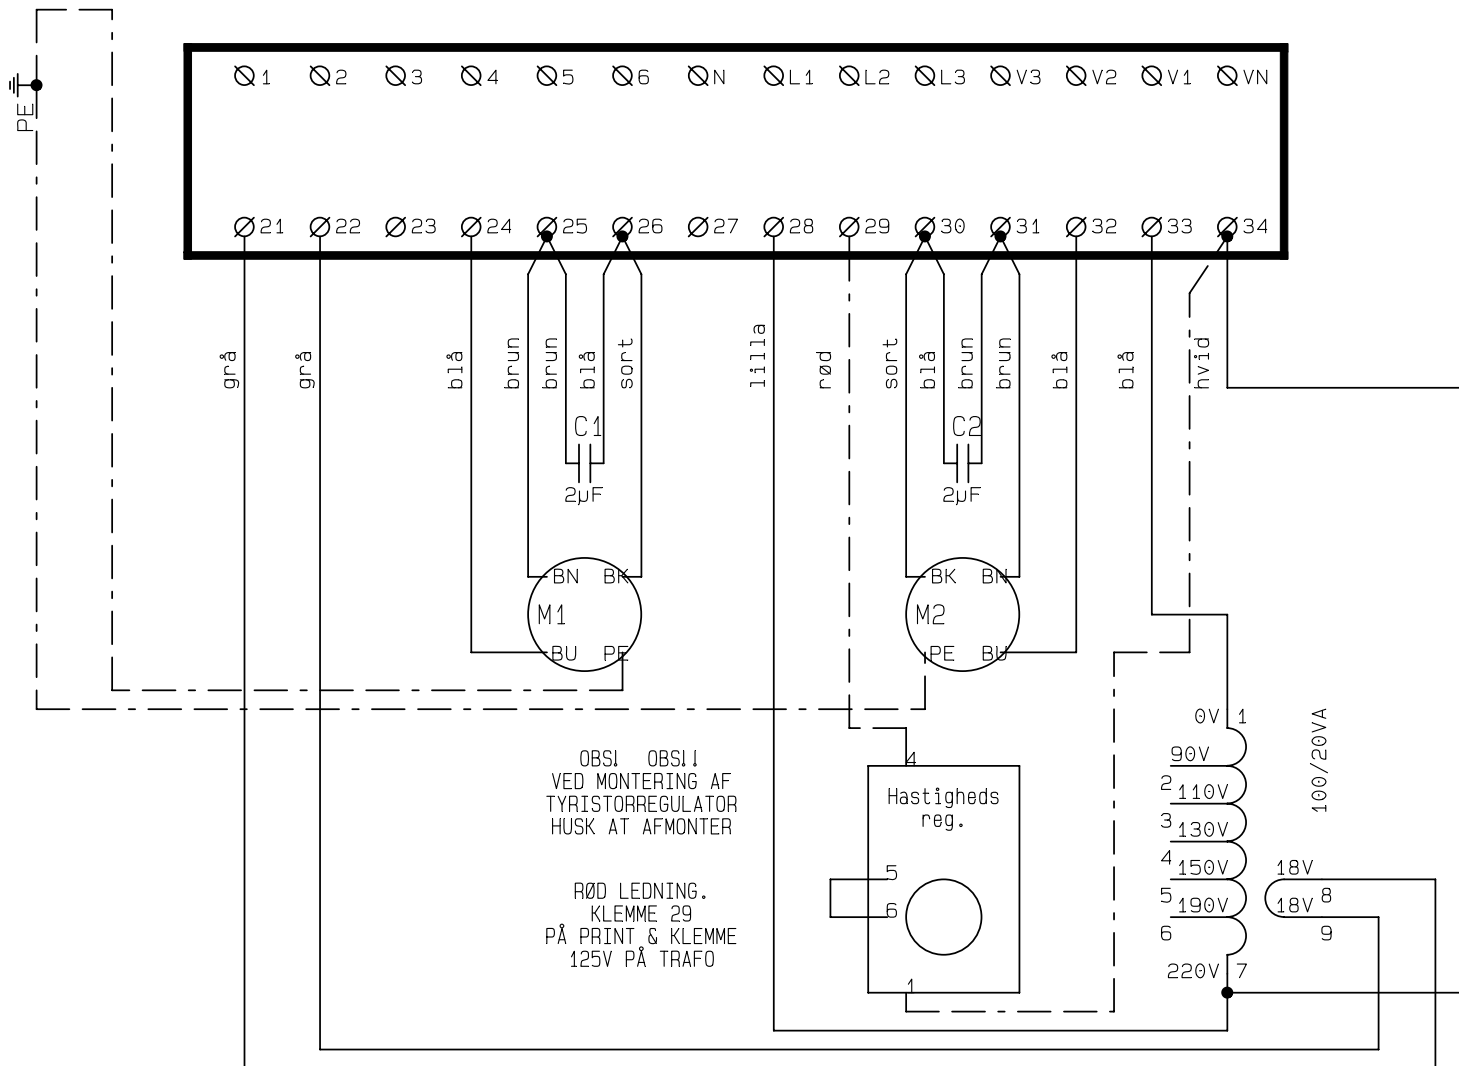 1 2 3 4 5 6 N L1 L2 L3 V3 V2 V1 VN
PE
21 22 23 24 25 26 27 28 29 30 31 32 33 34
grå
grå
blå
brun
brun
blå
sort
lilla
rød
sort
blå
brun
brun
blå
blå
hvid
C1
2µF
C2
2µF
BN BK
M1
BU PE
BK BN
M2
PE BU
OBS! OBS!!
VED MONTERING AF
TYRISTORREGULATOR
HUSK AT AFMONTER
RØD LEDNING.
KLEMME 29
PÅ PRINT & KLEMME
125V PÅ TRAFO
4
Hastigheds
reg.
5
6
1
0V 1
90V
2 110V
3 130V
4 150V
5 190V
6
220V 7
100/20VA
18V
8
18V
9